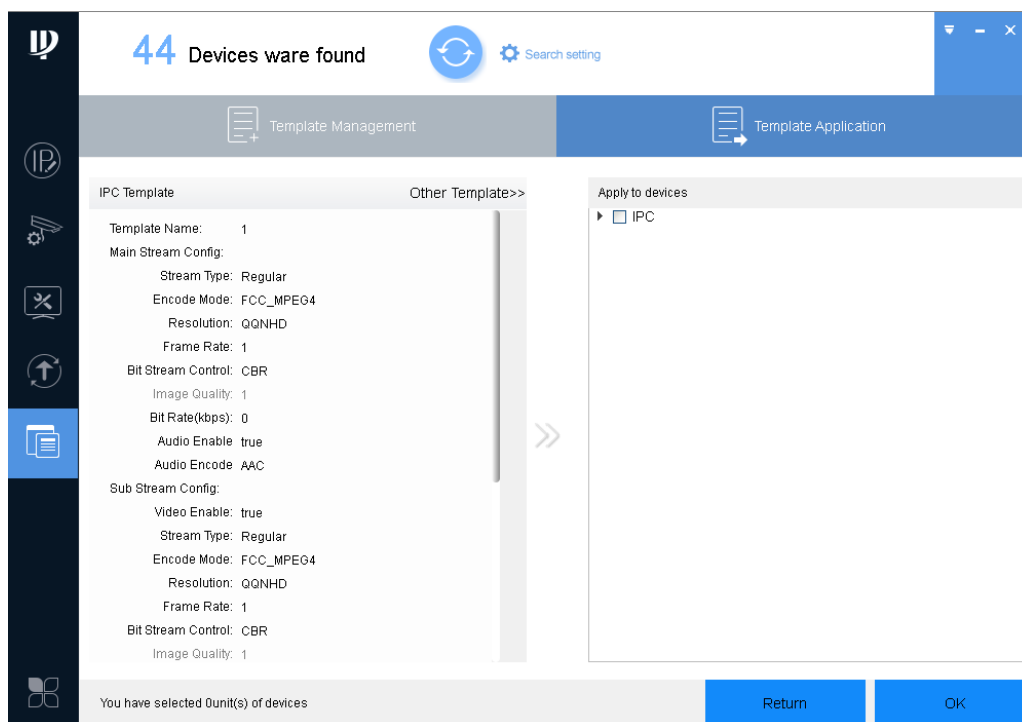 44 Devices ware found
Search setting
Template Management
Template Application
IPC Template
Other Template>>
Template Name: 1
Main Stream Config:
Stream Type: Regular
Encode Mode: FCC_MPEG4
Resolution: QQNHD
Frame Rate: 1
Bit Stream Control: CBR
Image Quality: 1
Bit Rate(kbps): 0
Audio Enable true
Audio Encode AAC
Sub Stream Config:
Video Enable: true
Stream Type: Regular
Encode Mode: FCC_MPEG4
Resolution: QQNHD
Frame Rate: 1
Bit Stream Control: CBR
Image Quality: 1
Apply to devices
IPC
You have selected 0unit(s) of devices
Return
OK